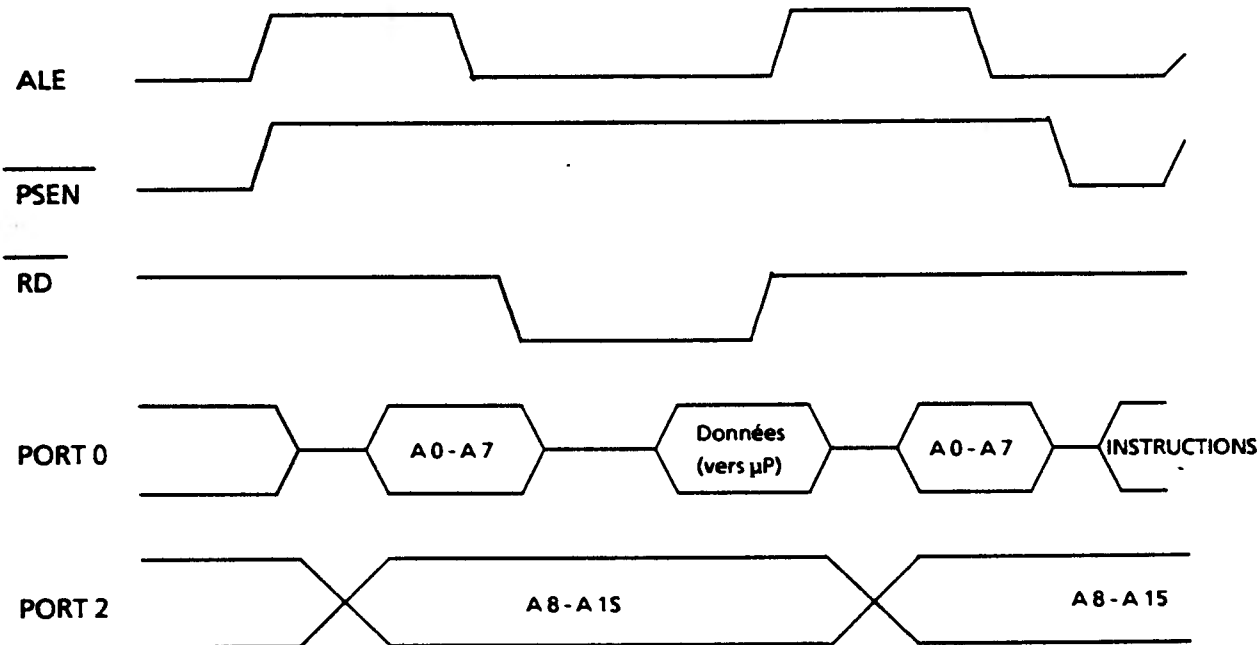 ALE
PSEN
RD
PORT 0
A0-A7
Données
(vers µP)
A0-A7
INSTRUCTIONS
PORT 2
A8-A15
A8-A15